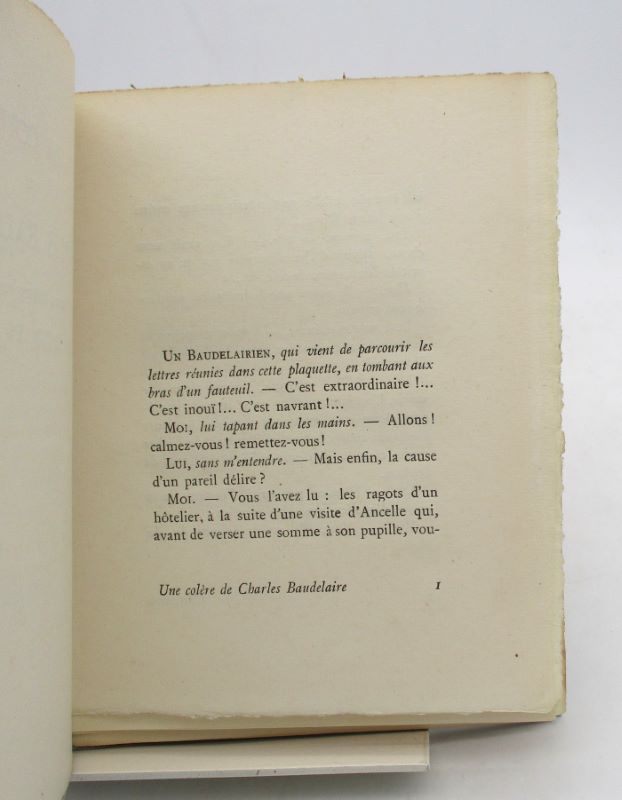 Un Baudelairien, qui vient de parcourir les
lettres réunies dans cette plaquette, en tombant aux
bras d'un fauteuil. — C'est extraordinaire !...
C'est inouï !... C'est navrant !...
Moi, lui tapant dans les mains. — Allons !
calmez-vous ! remettez-vous !
Lui, sans m'entendre. — Mais enfin, la cause
d'un pareil délire ?
Moi. — Vous l'avez lu : les ragots d'un
hôtelier, à la suite d'une visite d'Ancelle qui,
avant de verser une somme à son pupille, vou-
Une colère de Charles Baudelaire 1